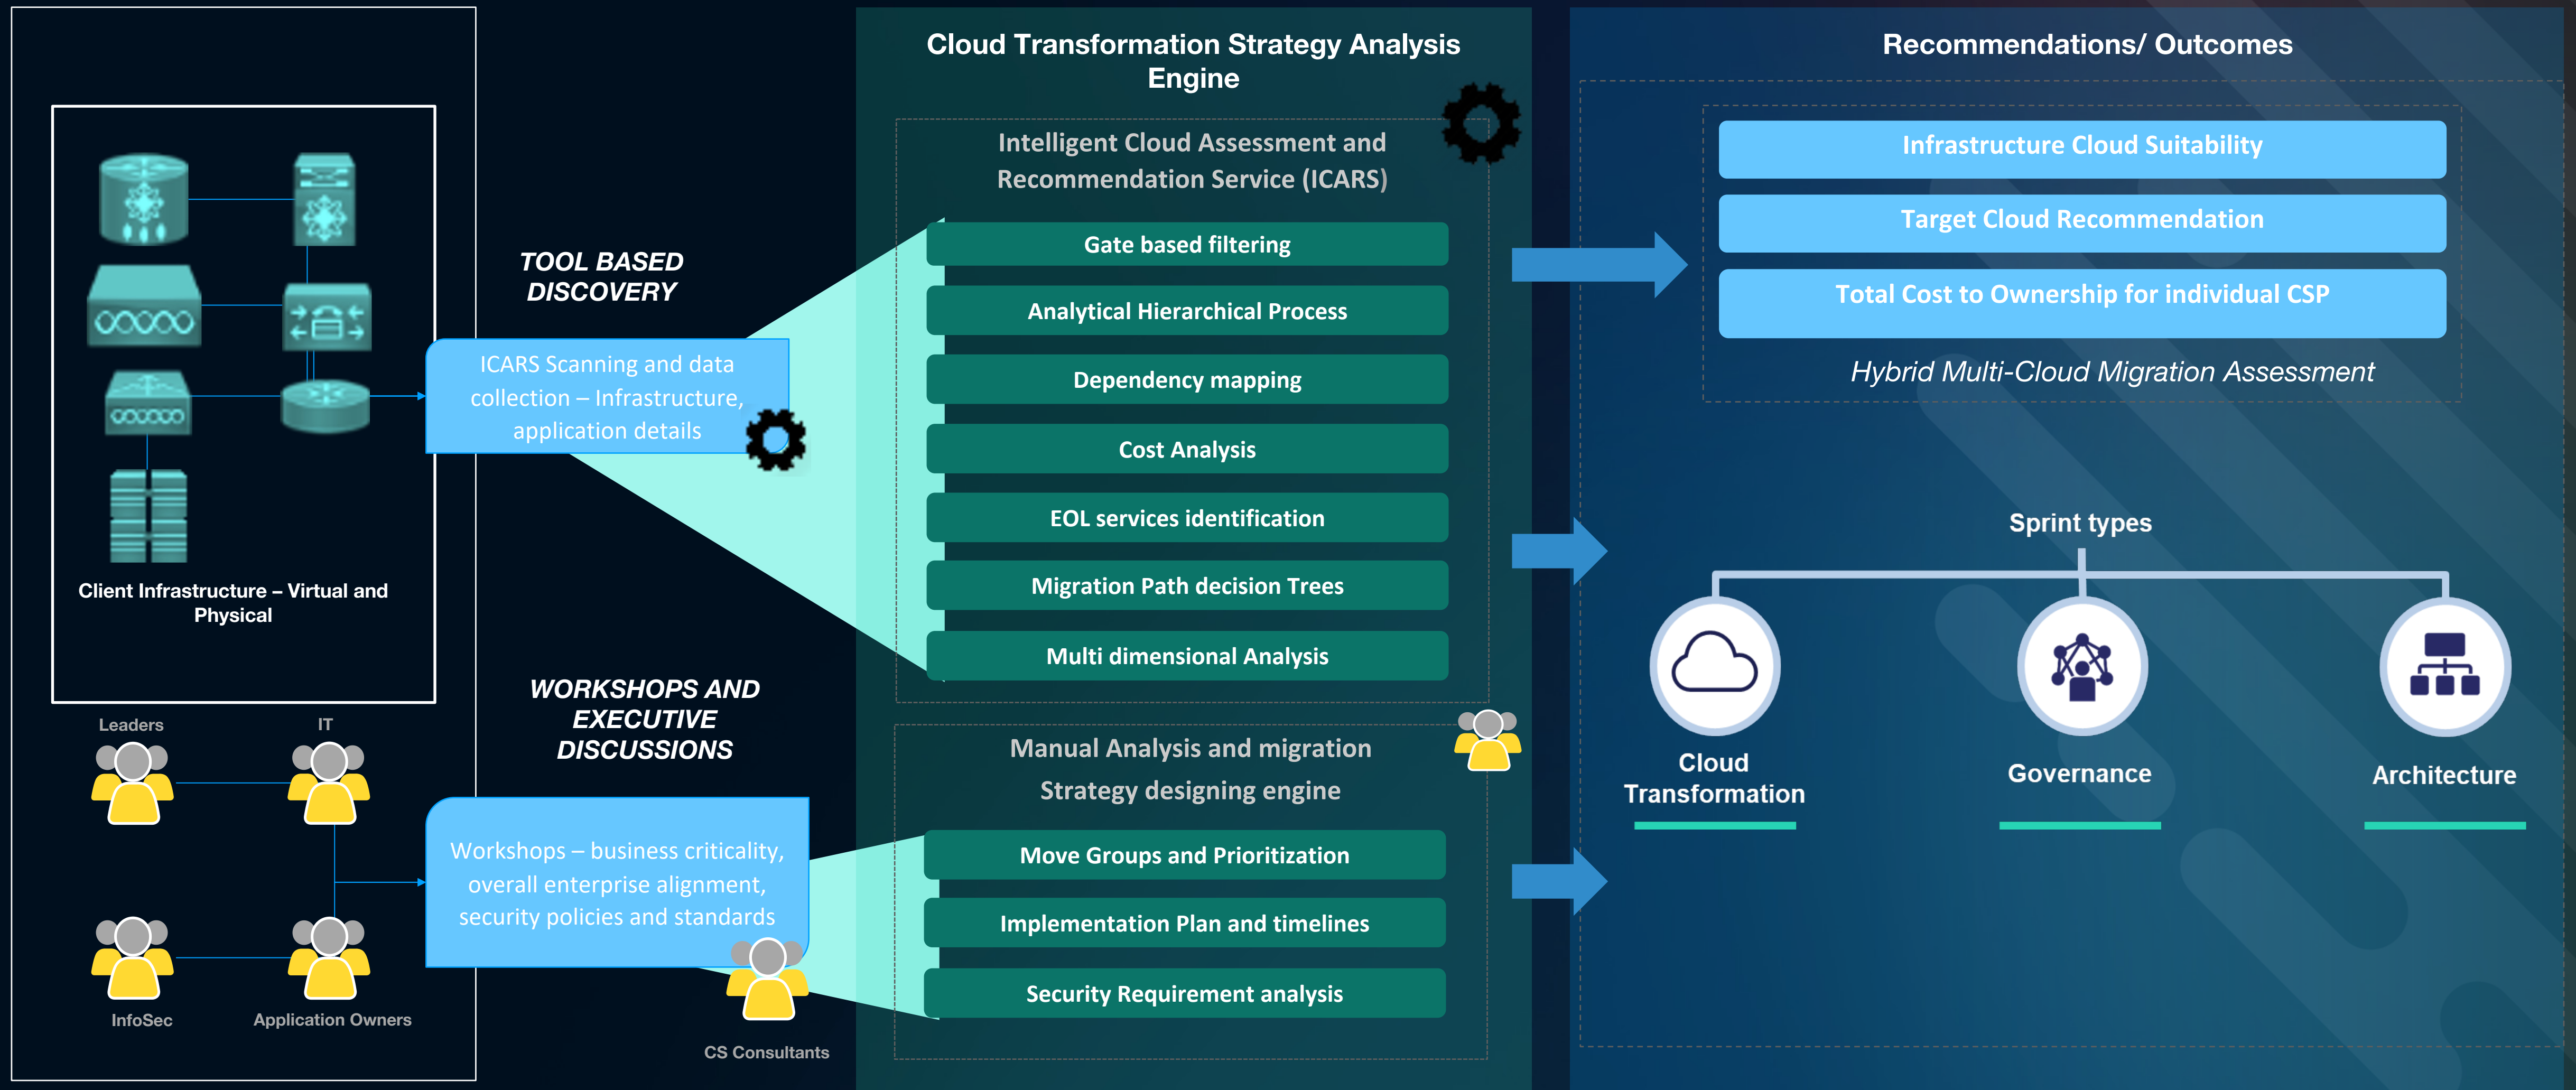 Client Infrastructure – Virtual and
Physical
Leaders
IT
InfoSec
Application Owners
TOOL BASED
DISCOVERY
ICARS Scanning and data
collection – Infrastructure,
application details
WORKSHOPS AND
EXECUTIVE
DISCUSSIONS
Workshops – business criticality,
overall enterprise alignment,
security policies and standards
CS Consultants
Cloud Transformation Strategy Analysis
Engine
Intelligent Cloud Assessment and
Recommendation Service (ICARS)
Gate based filtering
Analytical Hierarchical Process
Dependency mapping
Cost Analysis
EOL services identification
Migration Path decision Trees
Multi dimensional Analysis
Manual Analysis and migration
Strategy designing engine
Move Groups and Prioritization
Implementation Plan and timelines
Security Requirement analysis
Recommendations/ Outcomes
Infrastructure Cloud Suitability
Target Cloud Recommendation
Total Cost to Ownership for individual CSP
Hybrid Multi-Cloud Migration Assessment
Sprint types
Cloud
Transformation
Governance
Architecture